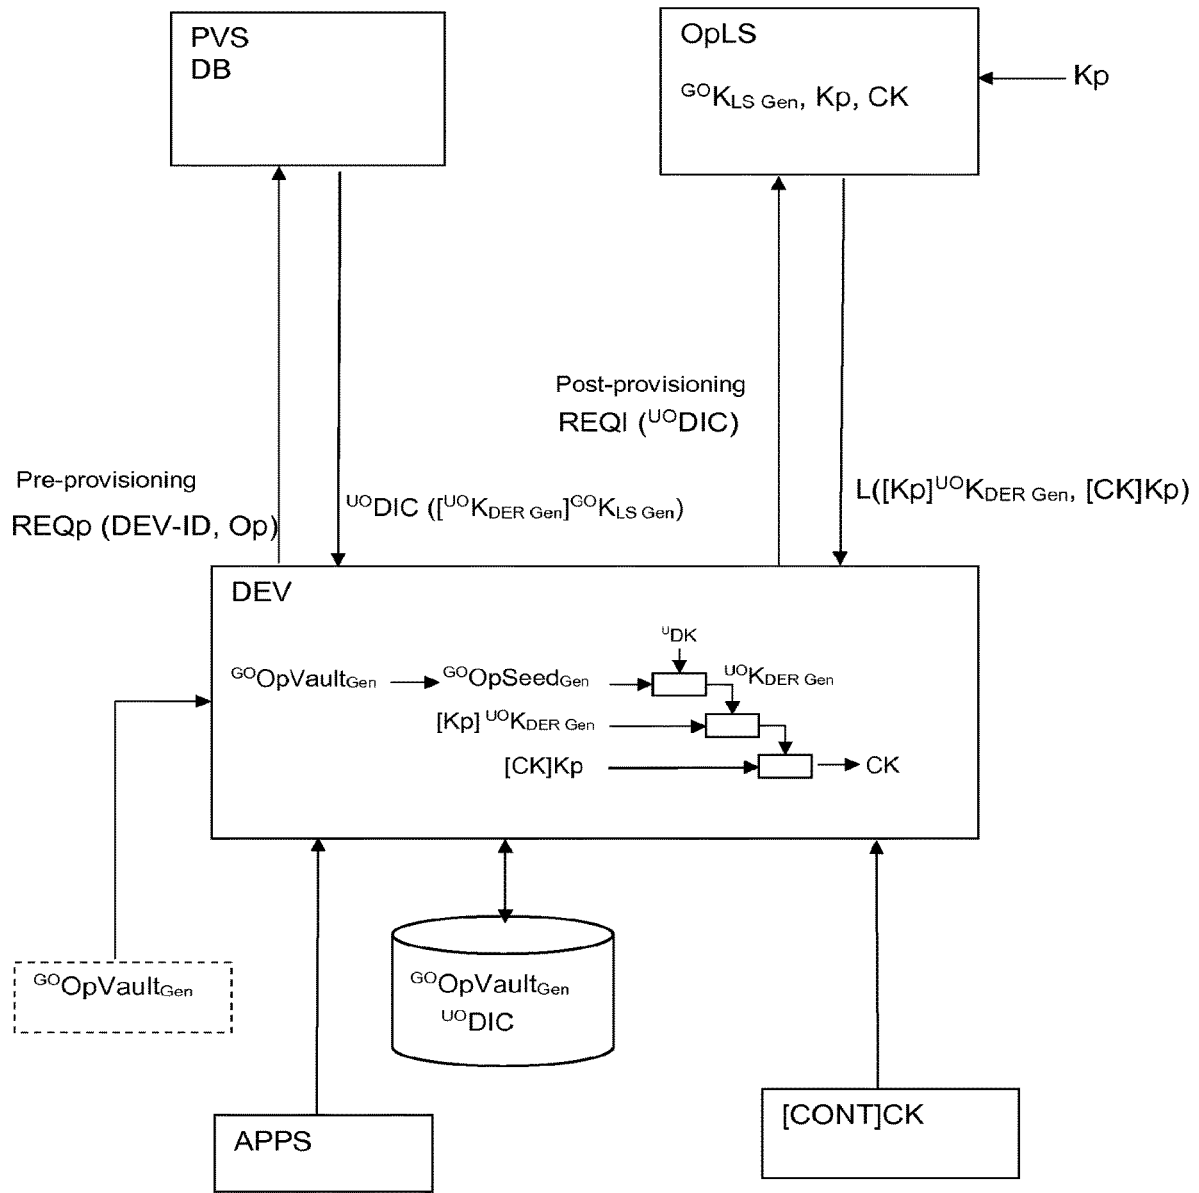 PVS
DB
OpLS
GOKLS Gen, Kp, CK
Kp
Post-provisioning
REQl (UODIC)
Pre-provisioning
REQp (DEV-ID, Op)
UODIC ([UOKDER Gen]GOKLS Gen)
L([Kp]UOKDER Gen, [CK]Kp)
DEV
UDK
GOOpVaultGen
GOOpSeedGen
UOKDER Gen
[Kp] UOKDER Gen
[CK]Kp
CK
GOOpVaultGen
GOOpVaultGen
UODIC
APPS
[CONT]CK